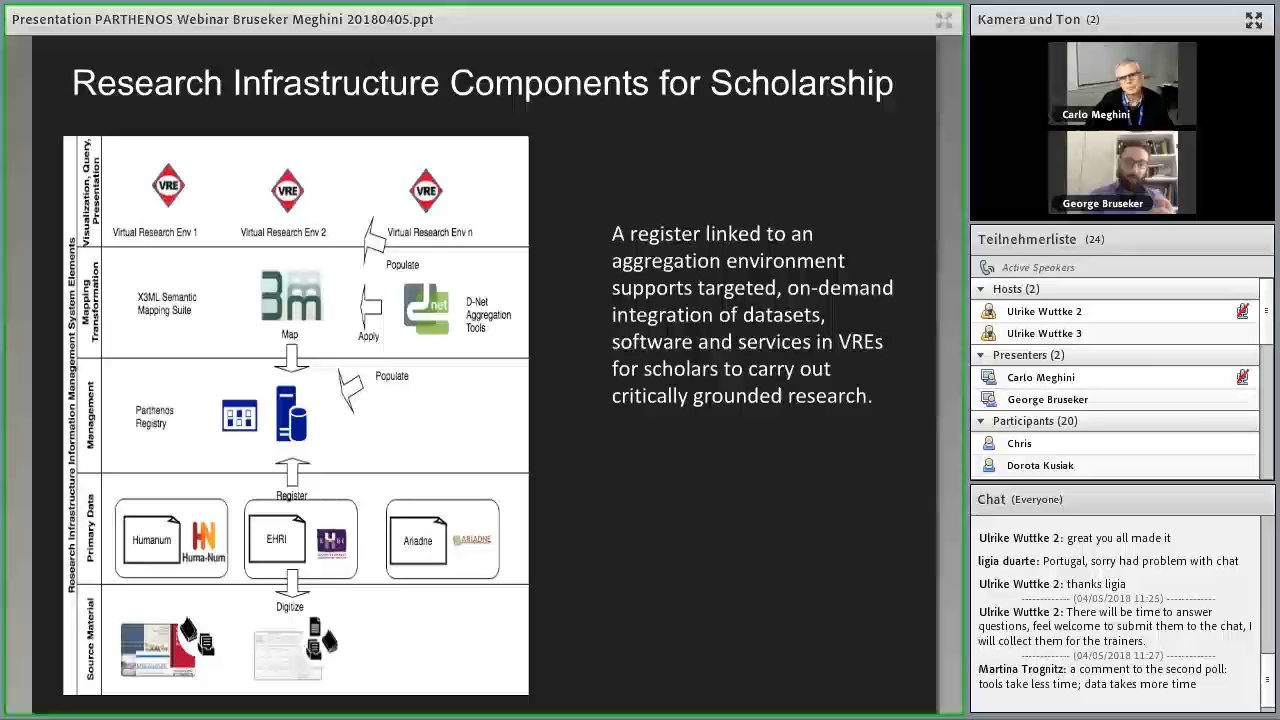 Presentation PARTHENOS Webinar Bruseker Meghini 20180405.ppt
Research Infrastructure Components for Scholarship
Research Infrastructure Information Management System Elements
Visualization, Query,
Presentation
VRE
VRE
VRE
Virtual Research Env 1
Virtual Research Env 2
Virtual Research Env n
Mapping
Transformation
X3ML Semantic
Mapping Suite
3m
Map
Populate
Apply
d net
D-Net
Aggregation
Tools
Management
Parthenos
Registry
Populate
Primary Data
Register
Humanum
HN
Huma-Num
EHRI
Ariadne
ARIADNE
Source Material
Digitize
A register linked to an
aggregation environment
supports targeted, on-demand
integration of datasets,
software and services in VREs
for scholars to carry out
critically grounded research.
Kamera und Ton (2)
Carlo Meghini
George Bruseker
Teilnehmerliste (24)
Active Speakers
Hosts (2)
Ulrike Wuttke 2
Ulrike Wuttke 3
Presenters (2)
Carlo Meghini
George Bruseker
Participants (20)
Chris
Dorota Kusiak
Chat (Everyone)
Ulrike Wuttke 2: great you all made it
ligia duarte: Portugal, sorry had problem with chat
Ulrike Wuttke 2: thanks ligia
------------- (04/05/2018 11:25) -------------
Ulrike Wuttke 2: There will be time to answer
questions, feel welcome to submit them to the chat, I
will collect them for the trainers.
------------- (04/05/2018 11:27) -------------
Martina Trognitz: a comment to the second poll:
tools take less time; data takes more time